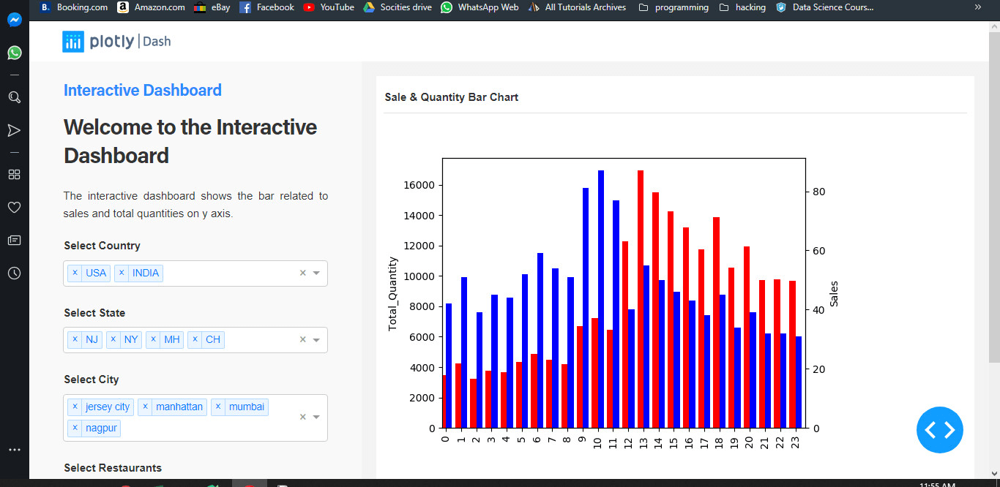 Booking.com Amazon.com eBay Facebook YouTube Socities drive WhatsApp Web All Tutorials Archives programming hacking Data Science Cours... »
plotly | Dash
Interactive Dashboard
Welcome to the Interactive
Dashboard
The interactive dashboard shows the bar related to
sales and total quantities on y axis.
Select Country
× USA × INDIA
Select State
× NJ × NY × MH × CH
Select City
× jersey city × manhattan × mumbai
× nagpur
Select Restaurants
Sale & Quantity Bar Chart
Total_Quantity
16000
14000
12000
10000
8000
6000
4000
2000
0
80
60
40
20
0
Sales
0 1 2 3 4 5 6 7 8 9 10 11 12 13 14 15 16 17 18 19 20 21 22 23
11:55 AM